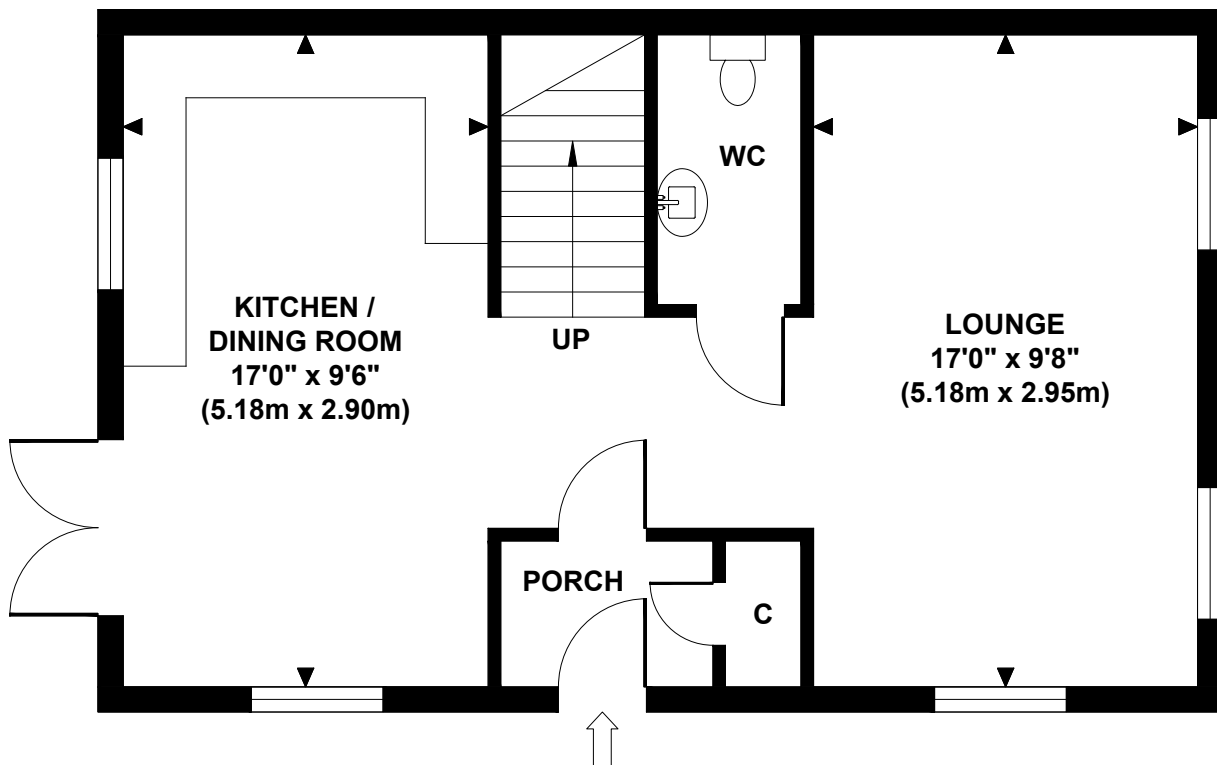 KITCHEN /
DINING ROOM
17'0" x 9'6"
(5.18m x 2.90m)
UP
WC
LOUNGE
17'0" x 9'8"
(5.18m x 2.95m)
PORCH
C